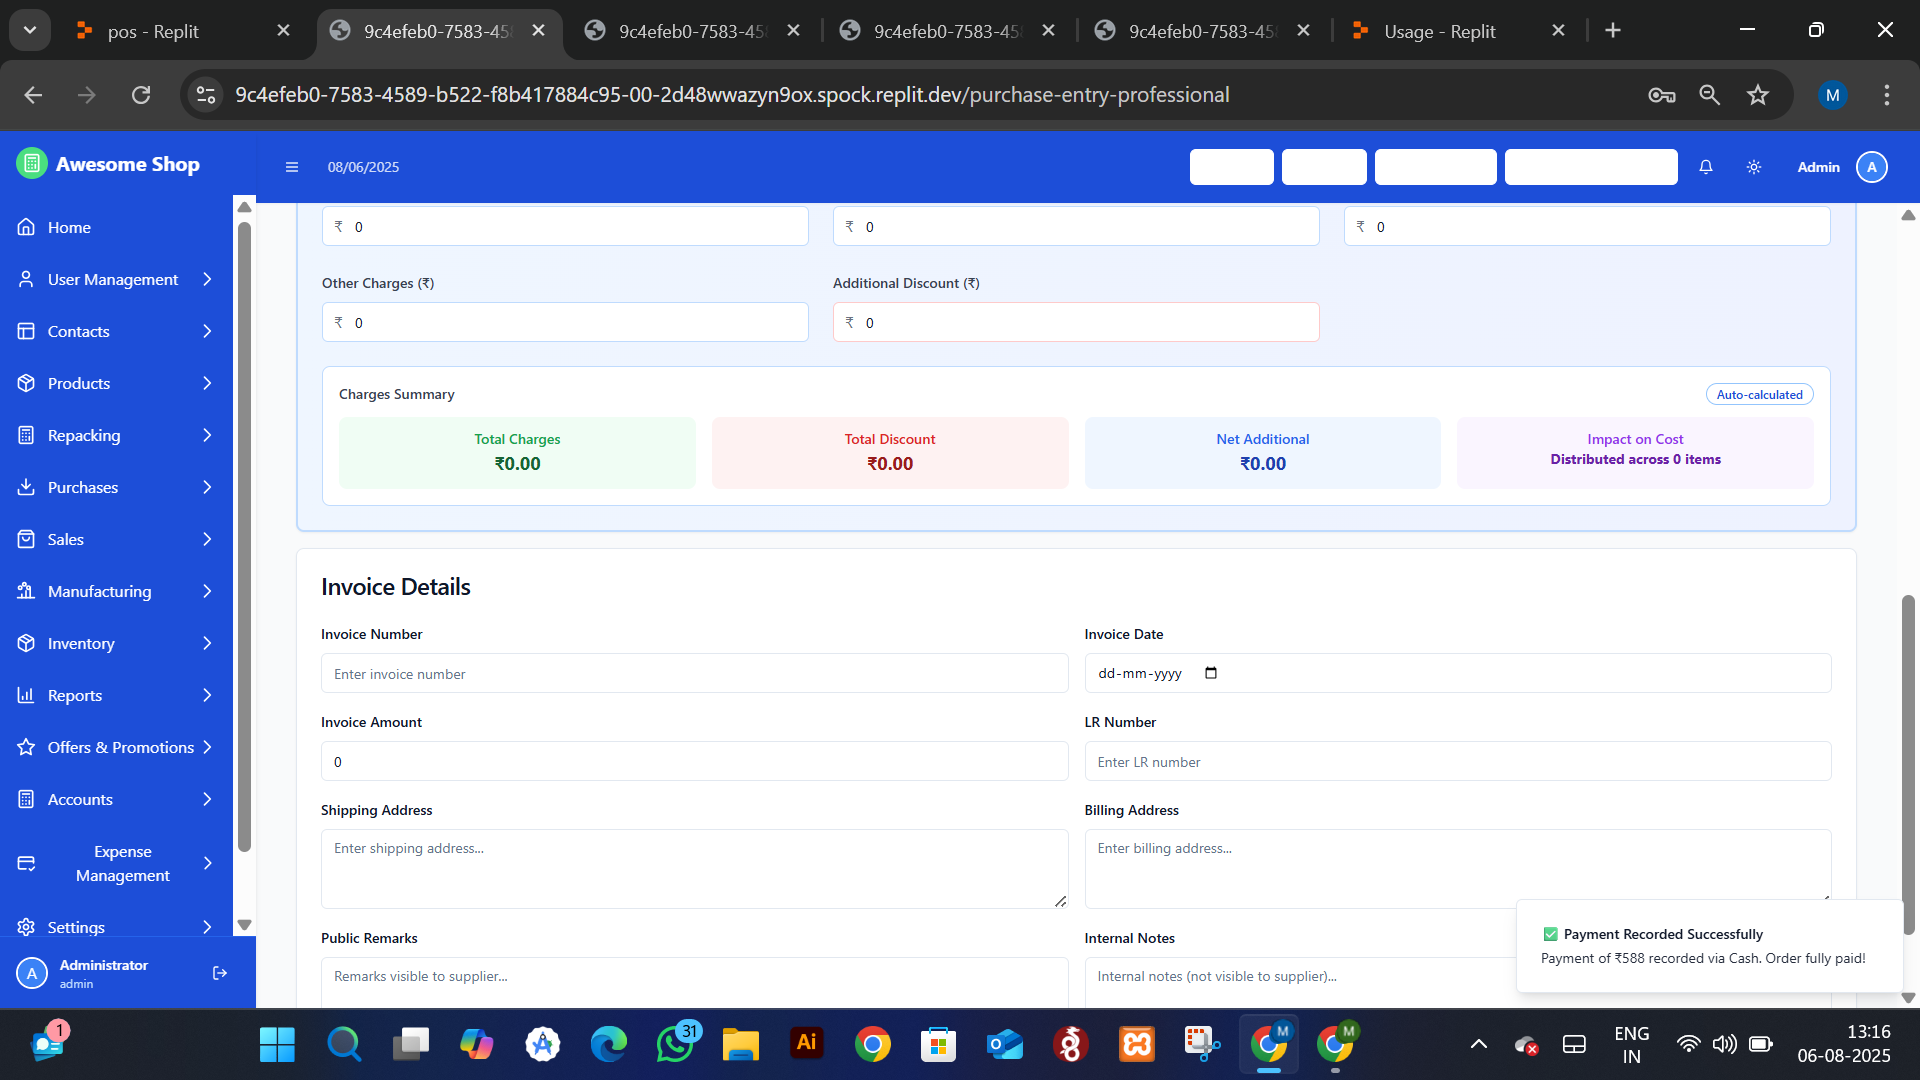 pos - Replit
9c4efeb0-7583-458
9c4efeb0-7583-458
9c4efeb0-7583-458
9c4efeb0-7583-458
Usage - Replit
9c4efeb0-7583-4589-b522-f8b417884c95-00-2d48wwazyn9ox.spock.replit.dev/purchase-entry-professional
M
Awesome Shop
08/06/2025
Admin
A
Home
User Management
Contacts
Products
Repacking
Purchases
Sales
Manufacturing
Inventory
Reports
Offers & Promotions
Accounts
Expense
Management
Settings
A
Administrator
admin
₹ 0
₹ 0
₹ 0
Other Charges (₹)
Additional Discount (₹)
₹ 0
₹ 0
Charges Summary
Auto-calculated
Total Charges
₹0.00
Total Discount
₹0.00
Net Additional
₹0.00
Impact on Cost
Distributed across 0 items
Invoice Details
Invoice Number
Invoice Date
Enter invoice number
dd-mm-yyyy
Invoice Amount
LR Number
0
Enter LR number
Shipping Address
Billing Address
Enter shipping address...
Enter billing address...
Public Remarks
Internal Notes
Remarks visible to supplier...
Internal notes (not visible to supplier)...
✅ Payment Recorded Successfully
Payment of ₹588 recorded via Cash. Order fully paid!
1
31
Ai
M
M
ENG
IN
13:16
06-08-2025